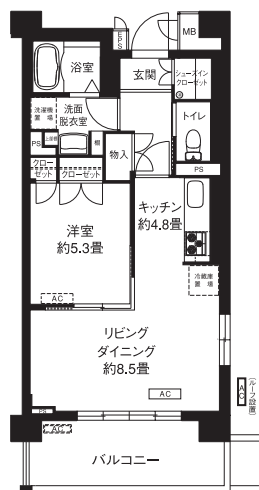 EPS
MB
浴室
玄関
シューズイン
クローゼット
洗濯機
置場
洗面
脱衣室
トイレ
PS
棚
物入
PS
クロー
ゼット
クローゼット
キッチン
約4.8畳
洋室
約5.3畳
冷蔵庫
置場
AC
リビング
ダイニング
約8.5畳
AC
AC
(ルーフ設置)
PS
AC
バルコニー